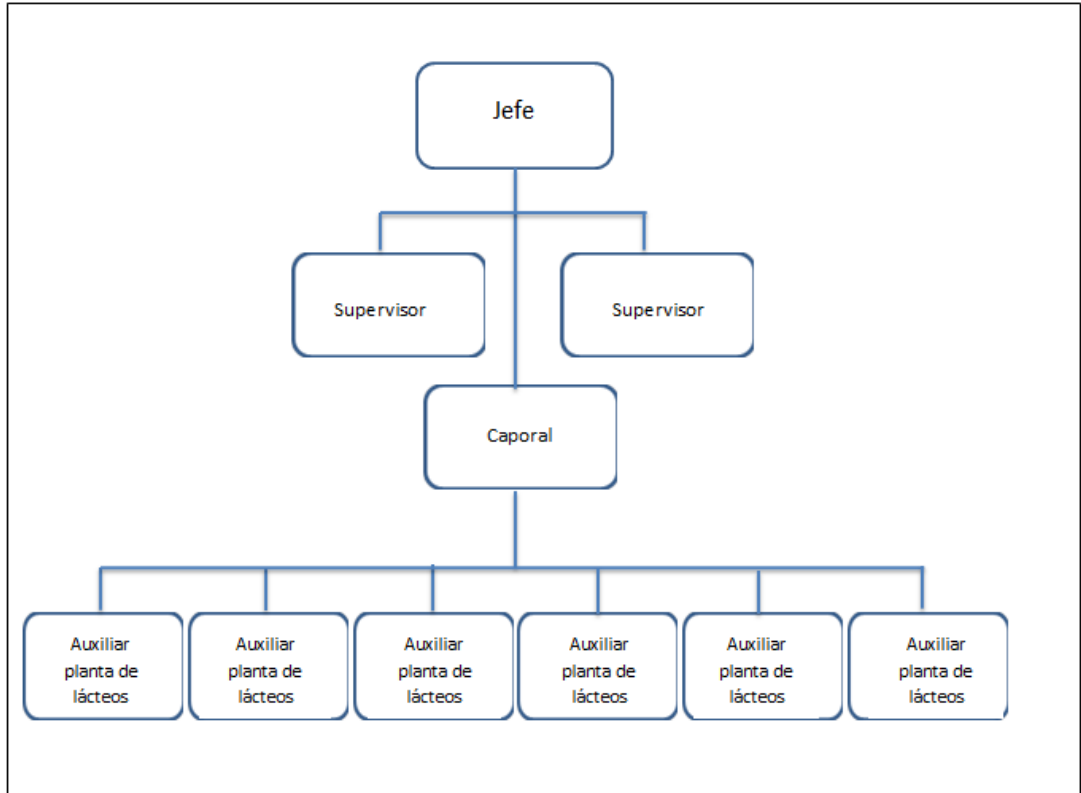 Jefe
Supervisor
Supervisor
Caporal
Auxiliar
planta de
lácteos
Auxiliar
planta de
lácteos
Auxiliar
planta de
lácteos
Auxiliar
planta de
lácteos
Auxiliar
planta de
lácteos
Auxiliar
planta de
lácteos